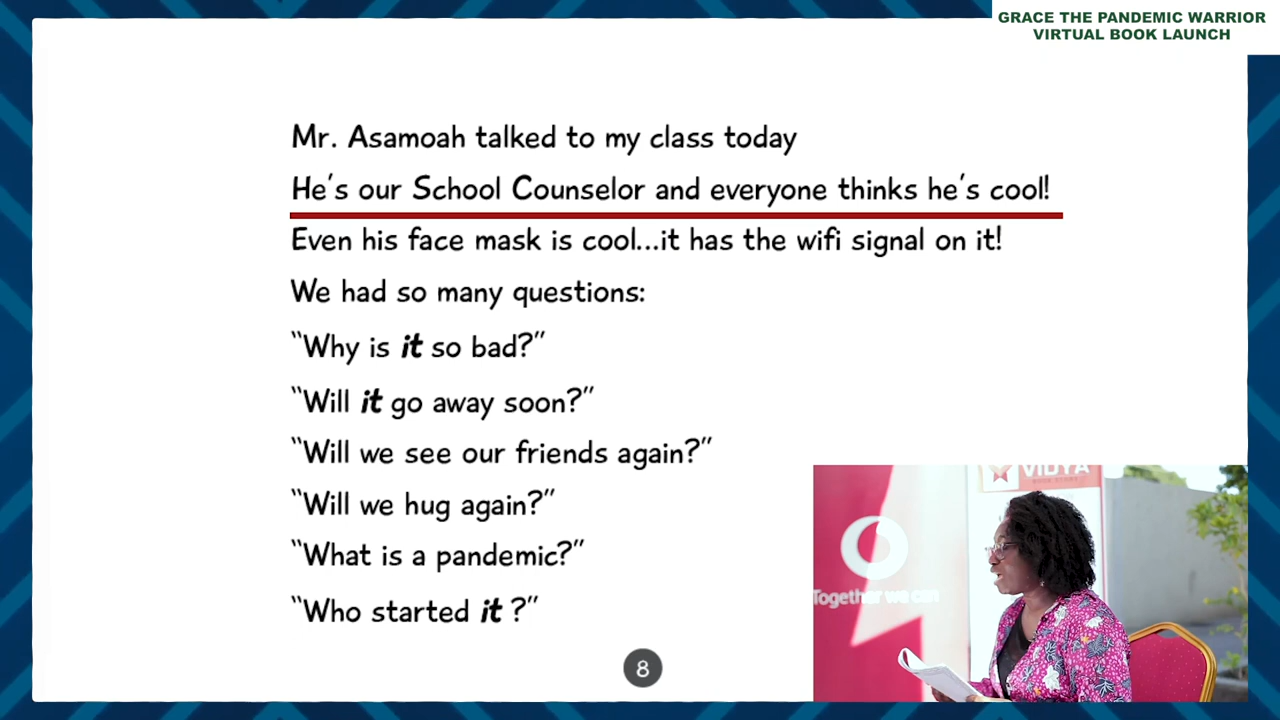 GRACE THE PANDEMIC WARRIOR
VIRTUAL BOOK LAUNCH
Mr. Asamoah talked to my class today
He's our School Counselor and everyone thinks he's cool!
Even his face mask is cool...it has the wifi signal on it!
We had so many questions:
"Why is it so bad?"
"Will it go away soon?"
"Will we see our friends again?"
"Will we hug again?"
"What is a pandemic?"
"Who started it ?"
8
VIDYA
BOOK STORE
Together we can